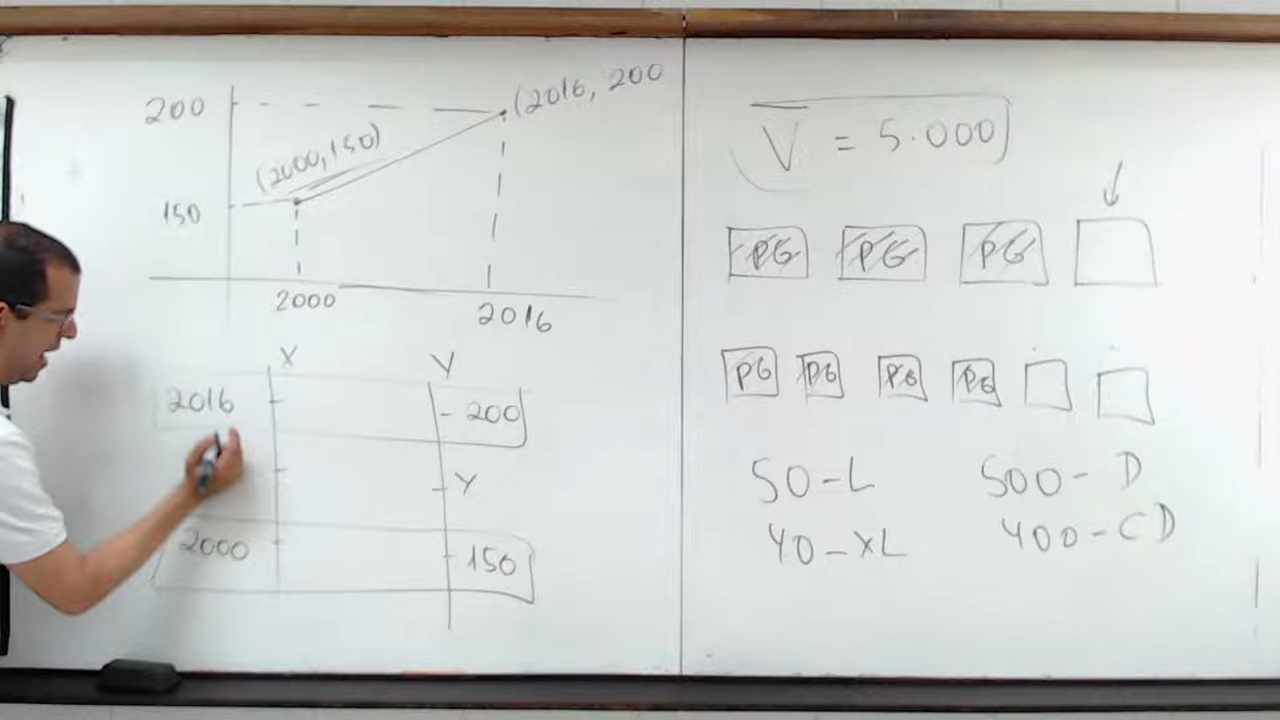 200
(2016, 200
(2000,150)
150
2000
2016
X
Y
2016
200
Y
2000
150
V = 5.000
PG PG PG
PG PG PG PG
50-L
500- D
40-XL
400-CD